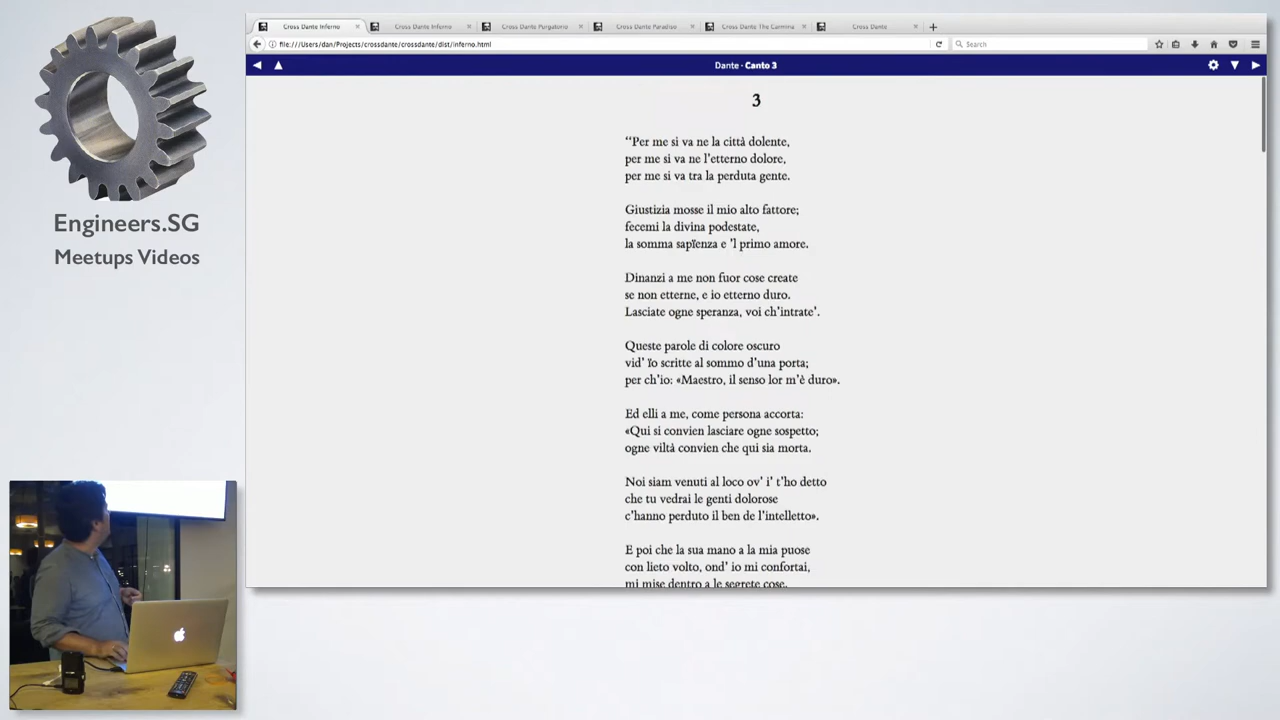 Engineers.SG
Meetups Videos
Cross Dante Inferno
Cross Dante Inferno
Cross Dante Purgatorio
Cross Dante Paradiso
Cross Dante The Carmina
Cross Dante
file:///Users/dan/Projects/crossdante/crossdante/dist/inferno.html
Search
Dante - Canto 3
3
“Per me si va ne la città dolente,
per me si va ne l’etterno dolore,
per me si va tra la perduta gente.
Giustizia mosse il mio alto fattore;
fecemi la divina podestate,
la somma sapïenza e ’l primo amore.
Dinanzi a me non fuor cose create
se non etterne, e io etterno duro.
Lasciate ogne speranza, voi ch’intrate’.
Queste parole di colore oscuro
vid’ ïo scritte al sommo d’una porta;
per ch’io: «Maestro, il senso lor m’è duro».
Ed elli a me, come persona accorta:
«Qui si convien lasciare ogne sospetto;
ogne viltà convien che qui sia morta.
Noi siam venuti al loco ov’ i’ t’ho detto
che tu vedrai le genti dolorose
c’hanno perduto il ben de l’intelletto».
E poi che la sua mano a la mia puose
con lieto volto, ond’ io mi confortai,
mi mise dentro a le segrete cose.